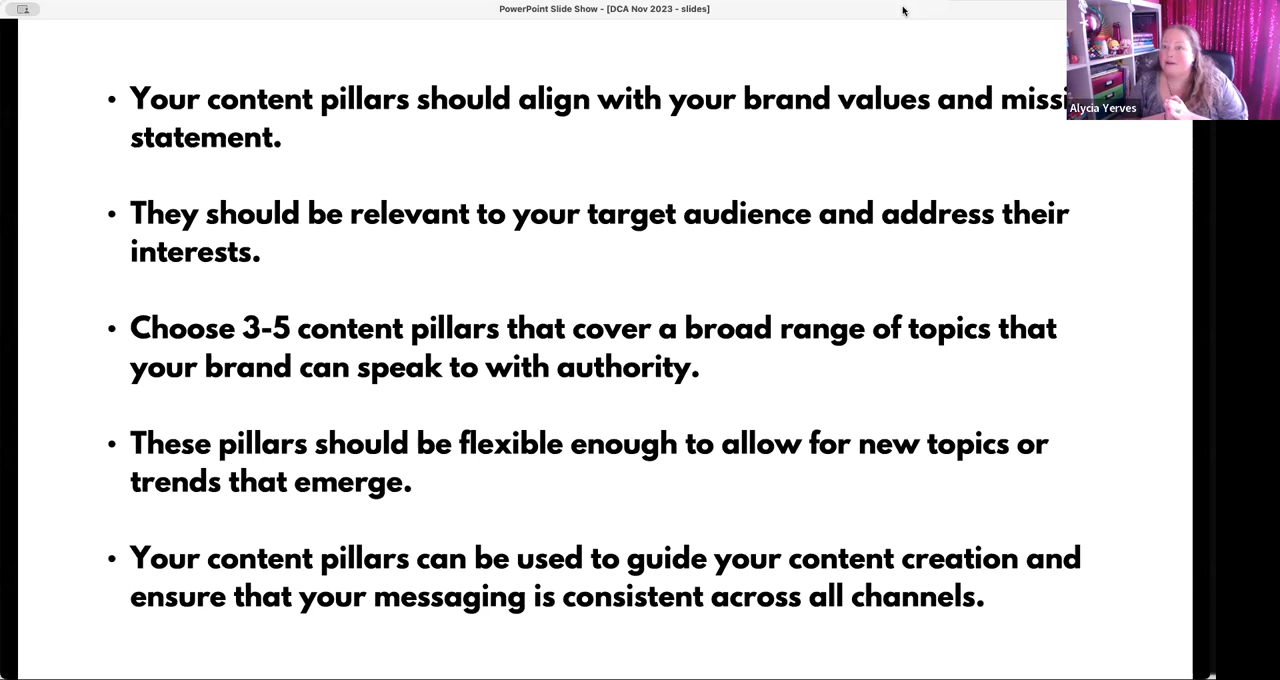 PowerPoint Slide Show - [DCA Nov 2023 - slides]
Alycia Yerves
• Your content pillars should align with your brand values and missi
statement.
• They should be relevant to your target audience and address their
interests.
• Choose 3-5 content pillars that cover a broad range of topics that
your brand can speak to with authority.
• These pillars should be flexible enough to allow for new topics or
trends that emerge.
• Your content pillars can be used to guide your content creation and
ensure that your messaging is consistent across all channels.